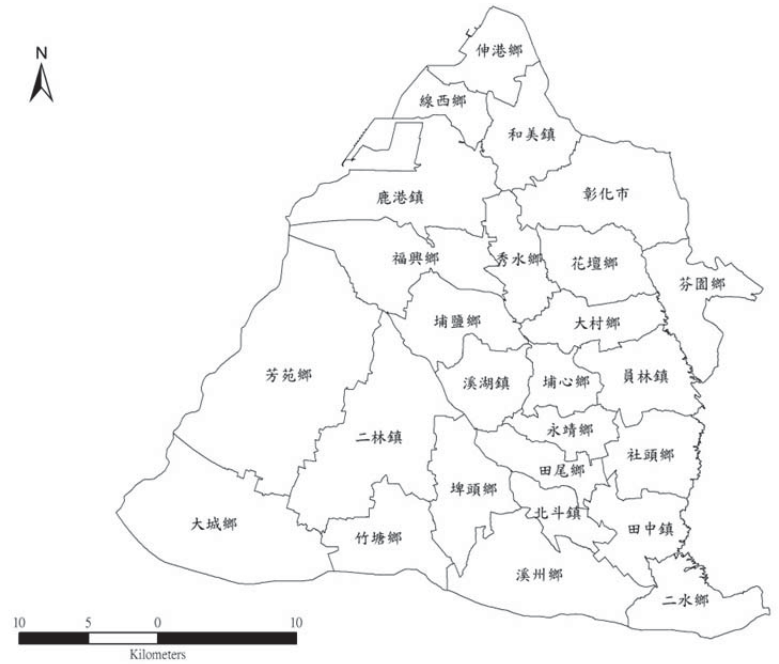 伸港鄉
N
線西鄉
和美鎮
鹿港鎮
彰化市
福興鄉
秀水鄉
花壇鄉
芬園鄉
埔鹽鄉
大村鄉
芳苑鄉
溪湖鎮
埔心鄉
員林鎮
二林鎮
永靖鄉
社頭鄉
田尾鄉
埤頭鄉
北斗鎮
大城鄉
田中鎮
竹塘鄉
溪州鄉
二水鄉
10 5 0 10
Kilometers